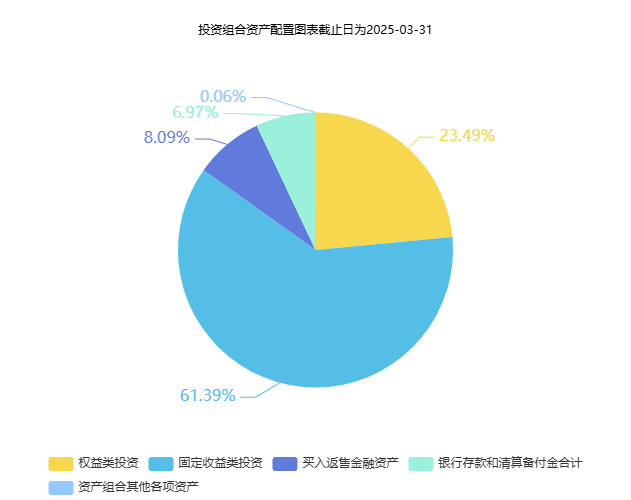 投资组合资产配置图表截止日为2025-03-31
0.06%
6.97%
8.09%
23.49%
61.39%
权益类投资 固定收益类投资 买入返售金融资产 银行存款和清算备付金合计
资产组合其他各项资产